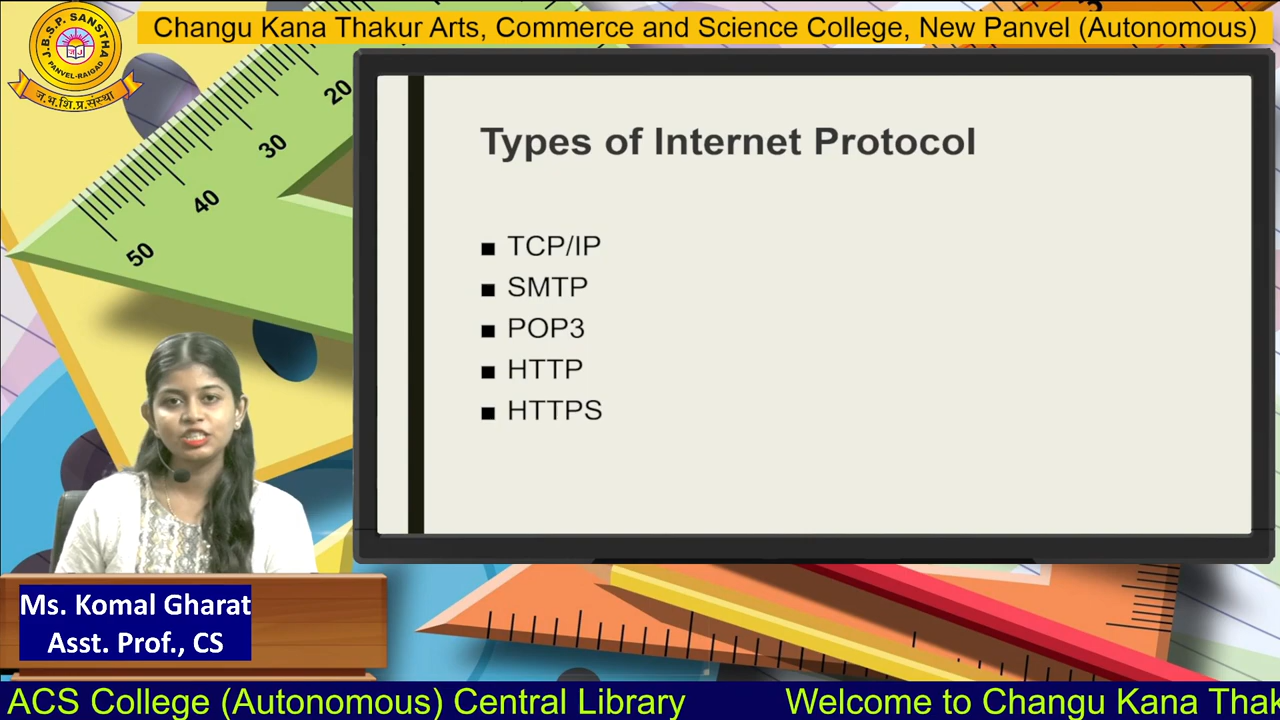 Changu Kana Thakur Arts, Commerce and Science College, New Panvel (Autonomous)
J.B.S.P. SANSTHA
PANVEL-RAIGAD
ज.भ.शि.प्र.संस्था
20
30
40
50
3
Types of Internet Protocol
■ TCP/IP
■ SMTP
■ POP3
■ HTTP
■ HTTPS
Ms. Komal Gharat
Asst. Prof., CS
ACS College (Autonomous) Central Library Welcome to Changu Kana Thak